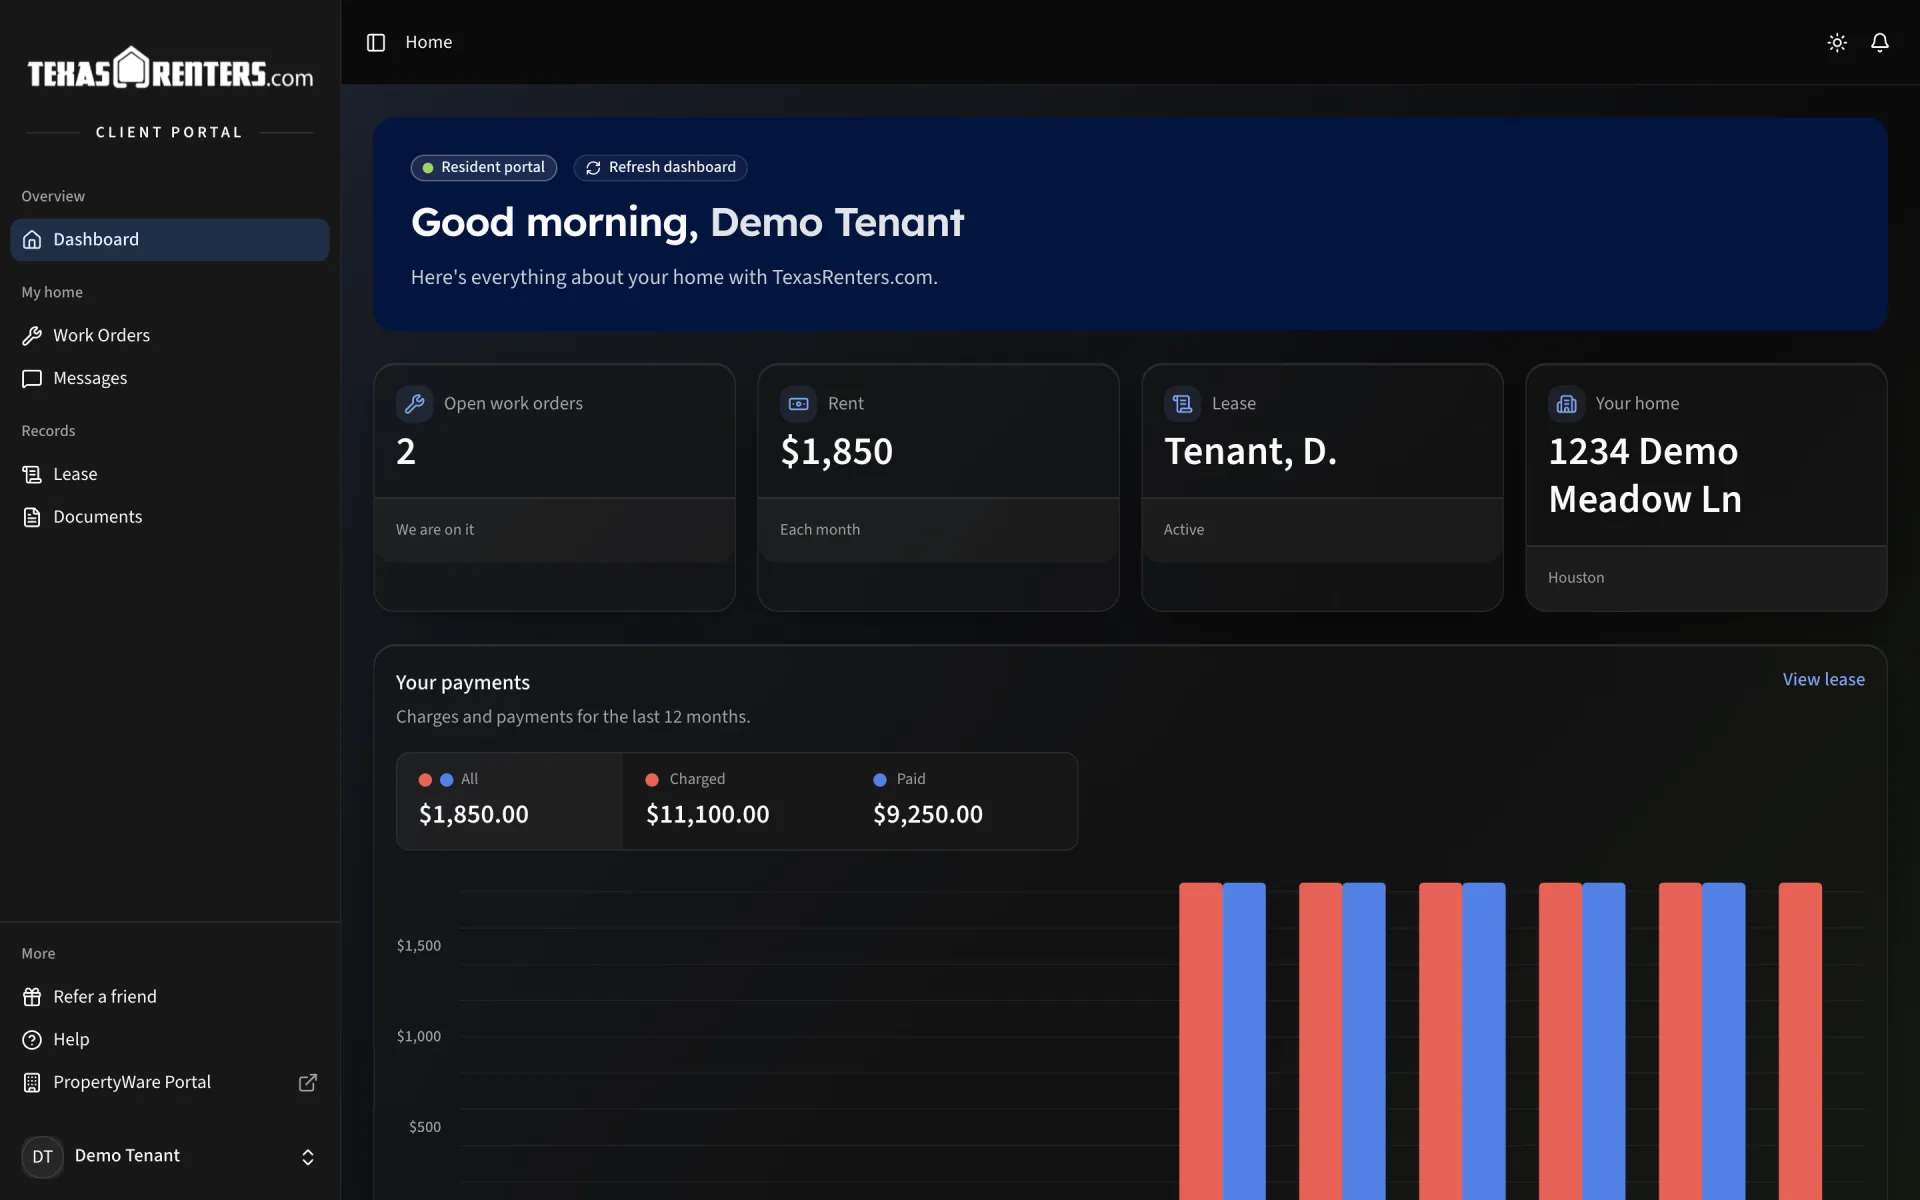 TEXAS RENTERS.com
CLIENT PORTAL
Overview
Dashboard
My home
Work Orders
Messages
Records
Lease
Documents
More
Refer a friend
Help
PropertyWare Portal
DT
Demo Tenant
Home
Resident portal
Refresh dashboard
Good morning, Demo Tenant
Here's everything about your home with TexasRenters.com.
Open work orders
2
We are on it
Rent
$1,850
Each month
Lease
Tenant, D.
Active
Your home
1234 Demo
Meadow Ln
Houston
Your payments
View lease
Charges and payments for the last 12 months.
All
$1,850.00
Charged
$11,100.00
Paid
$9,250.00
$1,500
$1,000
$500